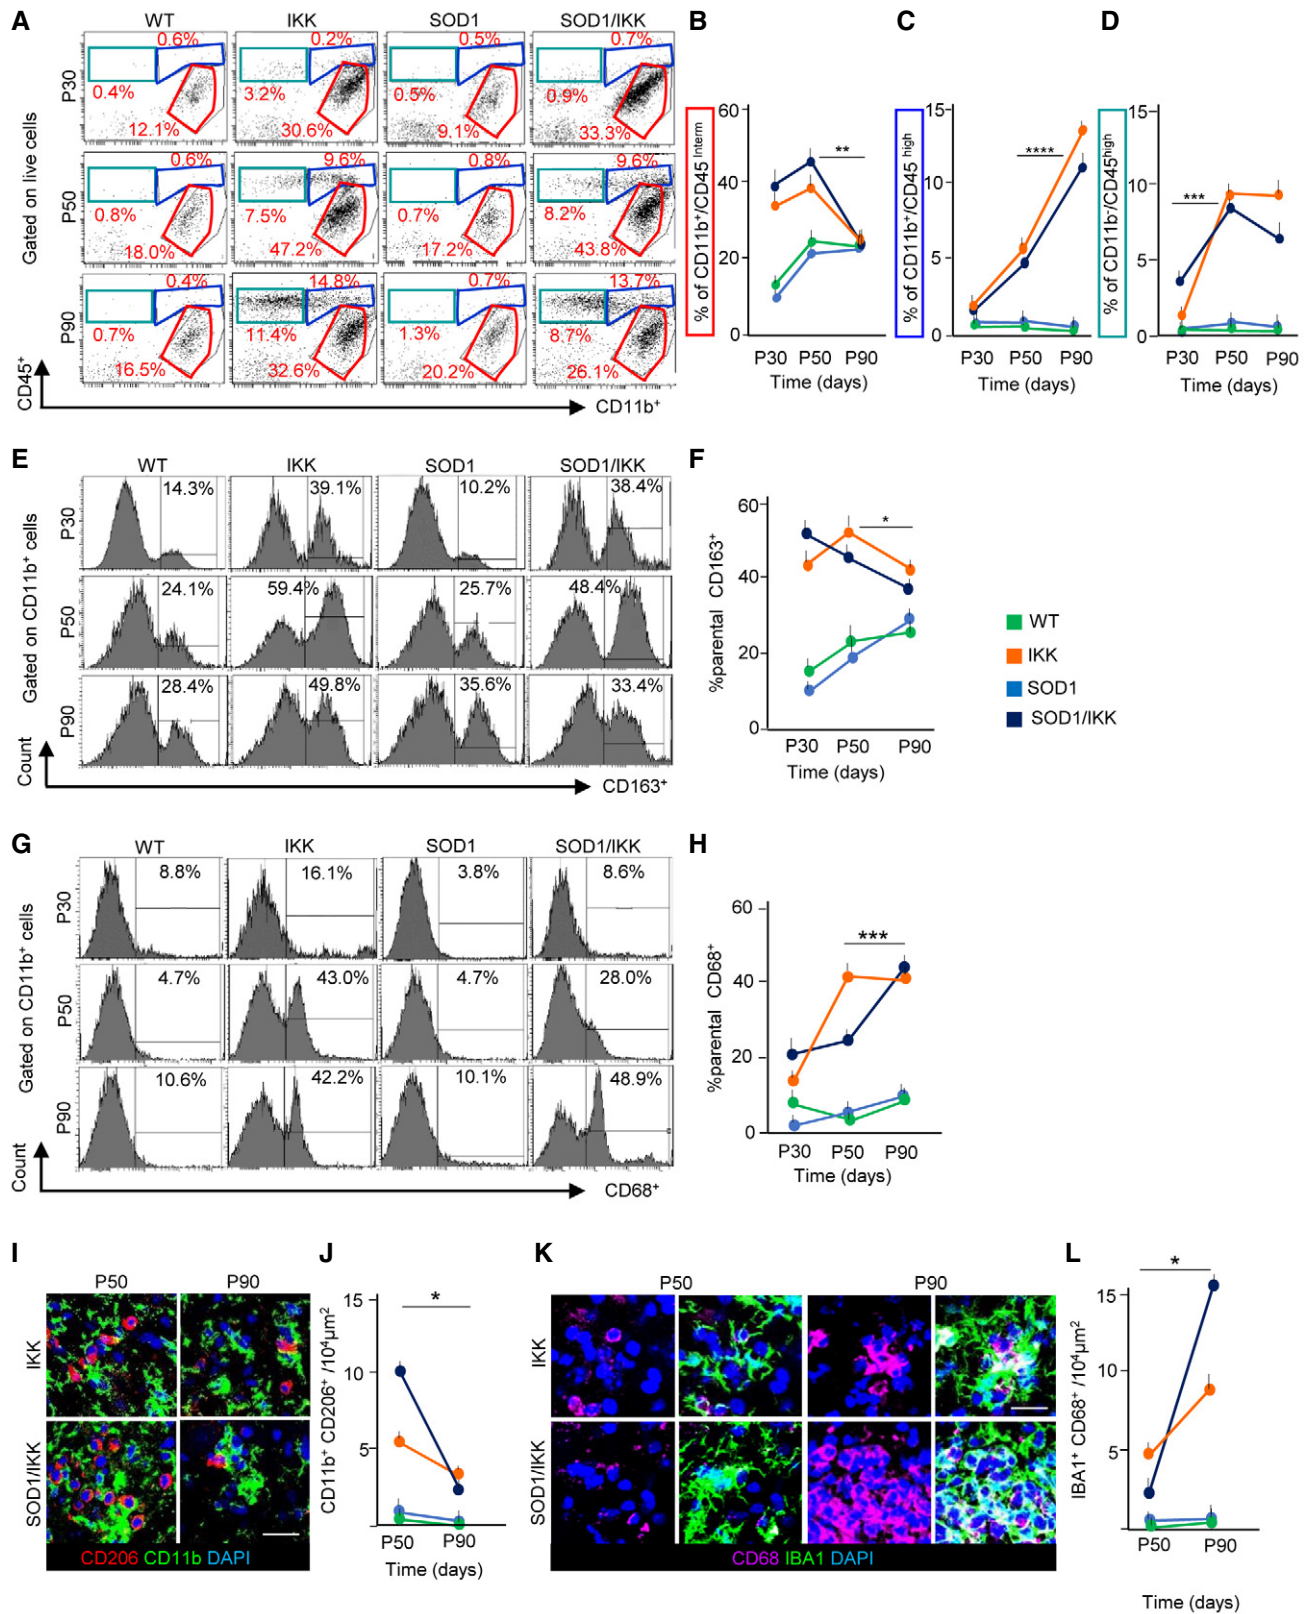 A
WT IKK SOD1 SOD1/IKK
Gated on live cells
P30
0.6% 0.2% 0.5% 0.7%
0.4% 3.2% 0.5% 0.9%
12.1% 30.6% 9.1% 33.3%
P50
0.6% 9.6% 0.8% 9.6%
0.8% 7.5% 0.7% 8.2%
18.0% 47.2% 17.2% 43.8%
P90
0.4% 14.8% 0.7% 13.7%
0.7% 11.4% 1.3% 8.7%
16.5% 32.6% 20.2% 26.1%
CD45⁺
CD11b⁺
B
% of CD11b⁺/CD45 Interm
60
40
20
0
**
P30 P50 P90
Time (days)
C
% of CD11b⁺/CD45 high
15
10
5
0
****
P30 P50 P90
Time (days)
D
% of CD11b⁻/CD45 high
15
10
5
0
***
P30 P50 P90
Time (days)
E
WT IKK SOD1 SOD1/IKK
Gated on CD11b⁺ cells
P30
14.3% 39.1% 10.2% 38.4%
P50
24.1% 59.4% 25.7% 48.4%
P90
28.4% 49.8% 35.6% 33.4%
Count
CD163⁺
F
%parental CD163⁺
60
40
20
0
*
P30 P50 P90
Time (days)
WT
IKK
SOD1
SOD1/IKK
G
WT IKK SOD1 SOD1/IKK
Gated on CD11b⁺ cells
P30
8.8% 16.1% 3.8% 8.6%
P50
4.7% 43.0% 4.7% 28.0%
P90
10.6% 42.2% 10.1% 48.9%
Count
CD68⁺
H
%parental CD68⁺
60
40
20
0
***
P30 P50 P90
Time (days)
I
P50 P90
IKK
SOD1/IKK
CD206 CD11b DAPI
J
CD11b⁺ CD206⁺ /10⁴µm²
15
10
5
*
P50 P90
Time (days)
K
P50 P90
IKK
SOD1/IKK
CD68 IBA1 DAPI
L
IBA1⁺ CD68⁺ /10⁴µm²
15
10
5
*
P50 P90
Time (days)